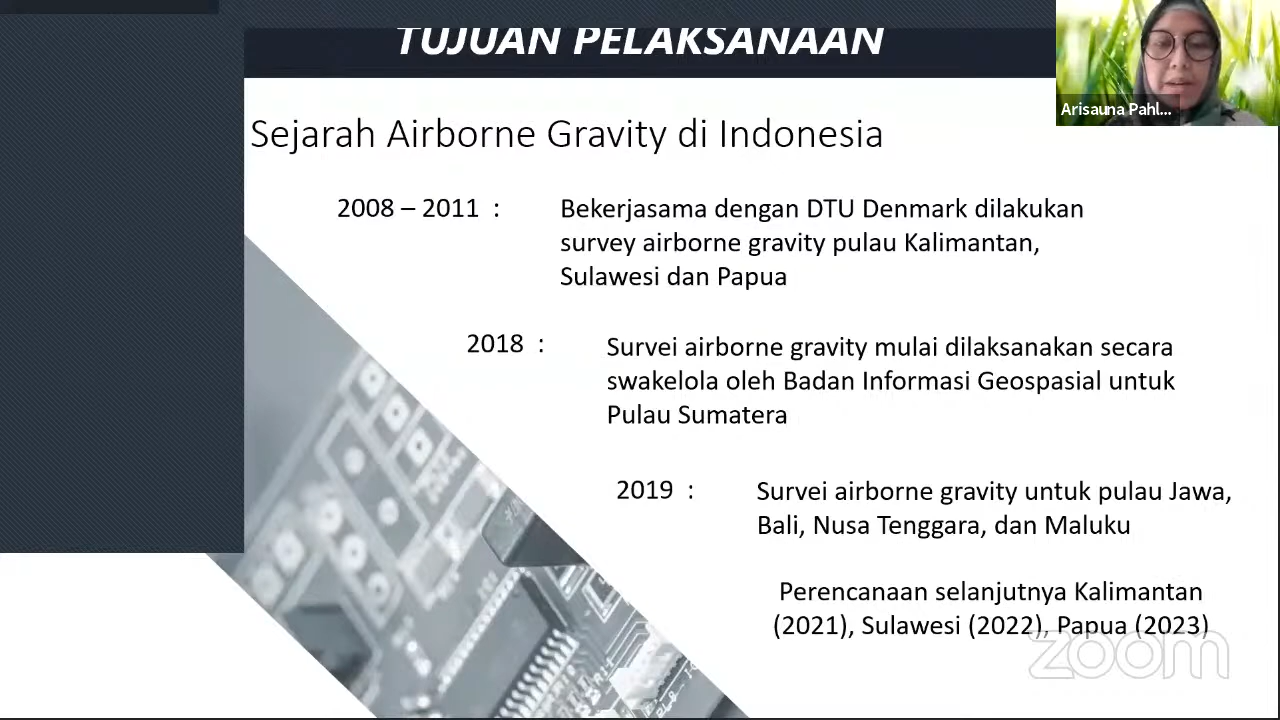 TUJUAN PELAKSANAAN
Arisauna Pahl...
Sejarah Airborne Gravity di Indonesia
2008 – 2011 :
Bekerjasama dengan DTU Denmark dilakukan
survey airborne gravity pulau Kalimantan,
Sulawesi dan Papua
2018 :
Survei airborne gravity mulai dilaksanakan secara
swakelola oleh Badan Informasi Geospasial untuk
Pulau Sumatera
2019 :
Survei airborne gravity untuk pulau Jawa,
Bali, Nusa Tenggara, dan Maluku
Perencanaan selanjutnya Kalimantan
(2021), Sulawesi (2022), Papua (2023)
zoom